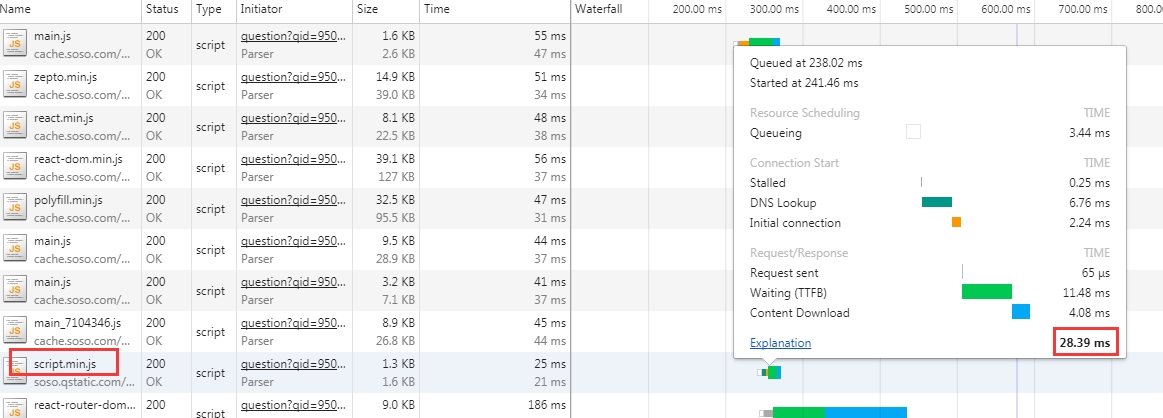 Name Status Type Initiator Size Time Waterfall 200.00 ms 300.00 ms 400.00 ms 500.00 ms 600.00 ms 700.00 ms 800.0
main.js 200 script question?qid=950... 1.6 KB 55 ms
cache.soso.com/... OK Parser 2.6 KB 47 ms
zepto.min.js 200 script question?qid=950... 14.9 KB 51 ms
cache.soso.com/... OK Parser 39.0 KB 34 ms
react.min.js 200 script question?qid=950... 8.1 KB 48 ms
cache.soso.com/... OK Parser 22.5 KB 38 ms
react-dom.min.js 200 script question?qid=950... 39.1 KB 56 ms
cache.soso.com/... OK Parser 127 KB 37 ms
polyfill.min.js 200 script question?qid=950... 32.5 KB 47 ms
cache.soso.com/... OK Parser 95.5 KB 31 ms
main.js 200 script question?qid=950... 9.5 KB 44 ms
cache.soso.com/... OK Parser 28.9 KB 37 ms
main.js 200 script question?qid=950... 3.2 KB 41 ms
cache.soso.com/... OK Parser 7.1 KB 37 ms
main_7104346.js 200 script question?qid=950... 8.9 KB 45 ms
cache.soso.com/... OK Parser 26.8 KB 44 ms
script.min.js 200 script question?qid=950... 1.3 KB 25 ms
soso.qstatic.com/... OK Parser 1.6 KB 21 ms
react-router-dom... 200 question?qid=950... 9.0 KB 186 ms
Queued at 238.02 ms
Started at 241.46 ms
Resource Scheduling TIME
Queueing 3.44 ms
Connection Start TIME
Stalled 0.25 ms
DNS Lookup 6.76 ms
Initial connection 2.24 ms
Request/Response TIME
Request sent 65 μs
Waiting (TTFB) 11.48 ms
Content Download 4.08 ms
Explanation 28.39 ms